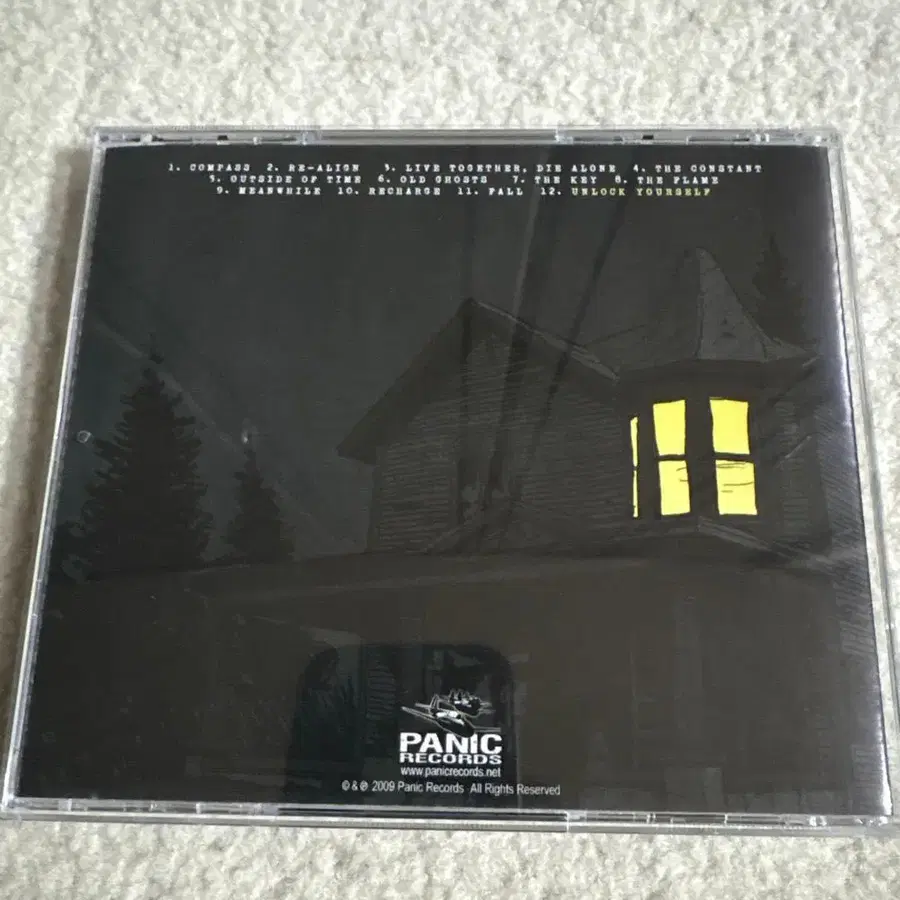 1. COMPASS 2. RE-ALIGN 3. LIVE TOGETHER, DIE ALONE 4. THE CONSTANT
5. OUTSIDE OF TIME 6. OLD GHOSTS 7. THE KEY 8. THE FLAME
9. MEANWHILE 10. RECHARGE 11. FALL 12. UNLOCK YOURSELF
PANIC
RECORDS
www.panicrecords.net
© & ℗ 2009 Panic Records All Rights Reserved